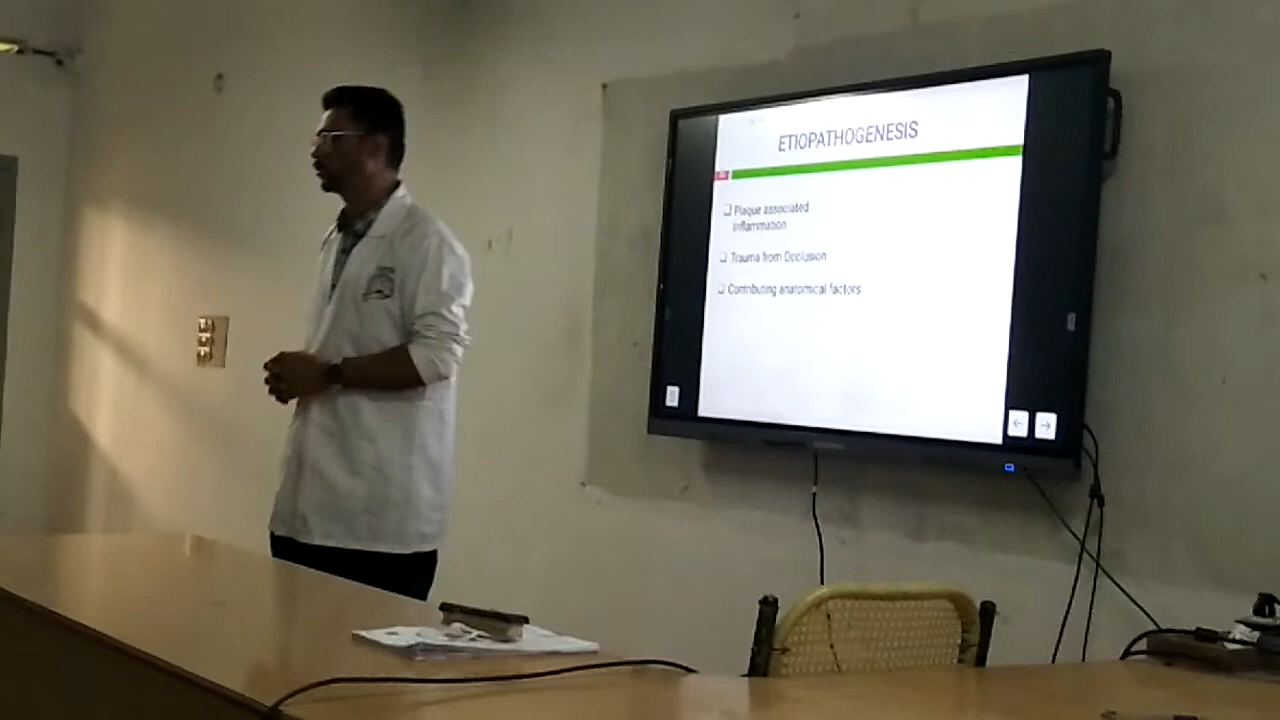 ETIOPATHOGENESIS
❑ Plaque associated
inflammation
❑ Trauma from Occlusion
❑ Contributing anatomical factors